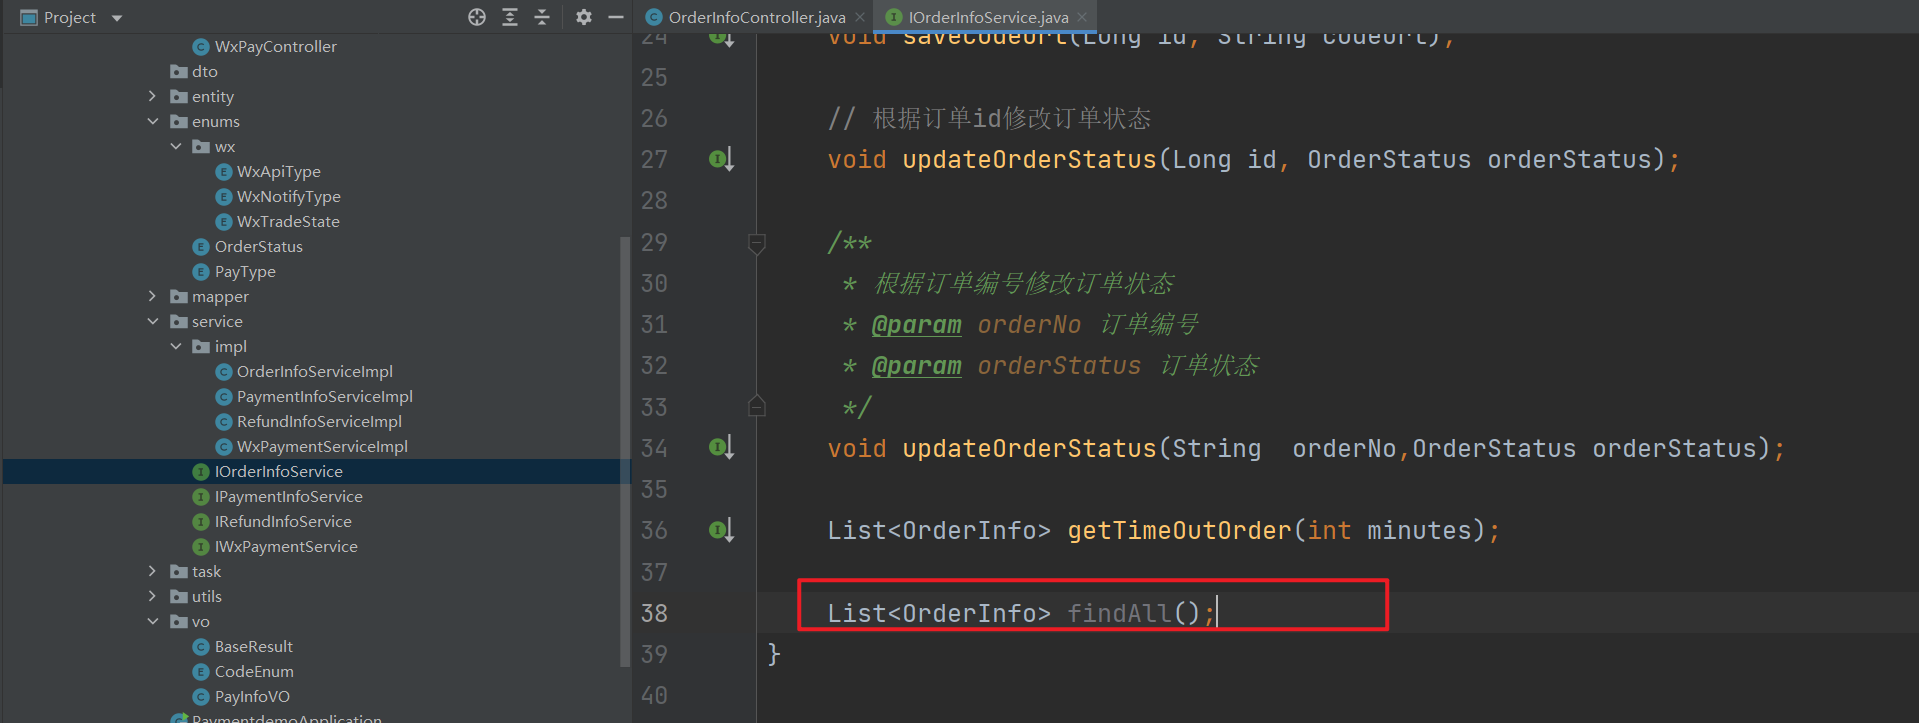 Project
OrderInfoController.java
IOrderInfoService.java
WxPayController
dto
entity
enums
wx
WxApiType
WxNotifyType
WxTradeState
OrderStatus
PayType
mapper
service
impl
OrderInfoServiceImpl
PaymentInfoServiceImpl
RefundInfoServiceImpl
WxPaymentServiceImpl
IOrderInfoService
IPaymentInfoService
IRefundInfoService
IWxPaymentService
task
utils
vo
BaseResult
CodeEnum
PayInfoVO
PaymentdemoApplication
24 void saveCodeUrl(Long id, String codeUrl);
25
26 // 根据订单id修改订单状态
27 void updateOrderStatus(Long id, OrderStatus orderStatus);
28
29 /**
30 * 根据订单编号修改订单状态
31 * @param orderNo 订单编号
32 * @param orderStatus 订单状态
33 */
34 void updateOrderStatus(String  orderNo,OrderStatus orderStatus);
35
36 List<OrderInfo> getTimeOutOrder(int minutes);
37
38 List<OrderInfo> findAll();
39 }
40